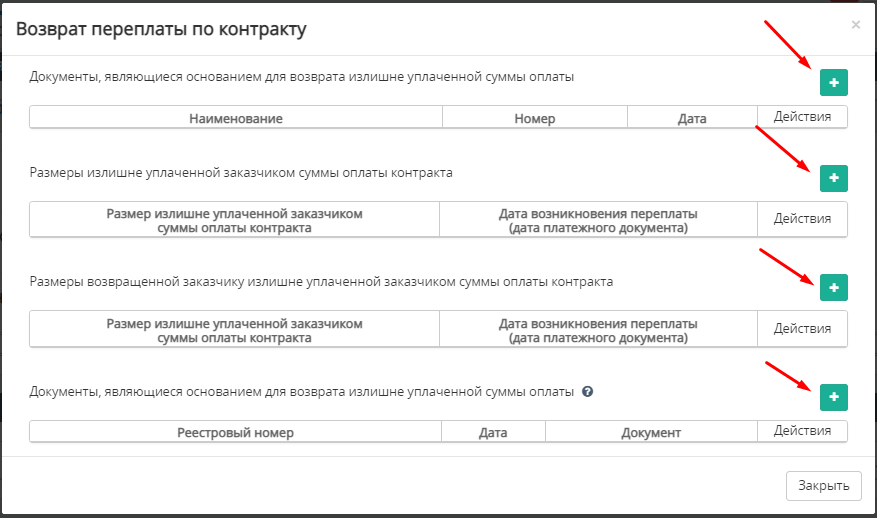 Возврат переплаты по контракту ×
Документы, являющиеся основанием для возврата излишне уплаченной суммы оплаты
+
Наименование Номер Дата Действия
Размеры излишне уплаченной заказчиком суммы оплаты контракта
+
Размер излишне уплаченной заказчиком
суммы оплаты контракта
Дата возникновения переплаты
(дата платежного документа)
Действия
Размеры возвращенной заказчику излишне уплаченной заказчиком суммы оплаты контракта
+
Размер излишне уплаченной заказчиком
суммы оплаты контракта
Дата возникновения переплаты
(дата платежного документа)
Действия
Документы, являющиеся основанием для возврата излишне уплаченной суммы оплаты ?
+
Реестровый номер Дата Документ Действия
Закрыть